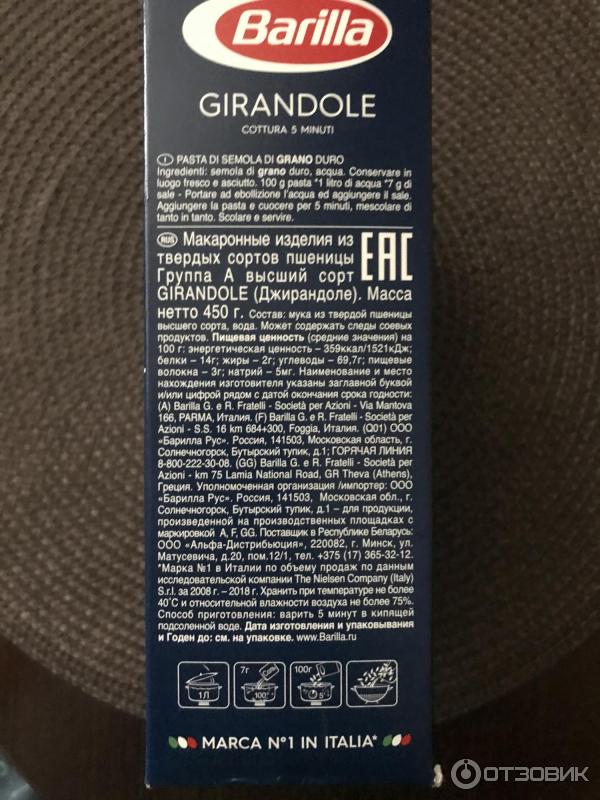 Barilla
GIRANDOLE
COTTURA 5 MINUTI
I PASTA DI SEMOLA DI GRANO DURO
Ingredienti: semola di grano duro, acqua. Conservare in
luogo fresco e asciutto. 100 g pasta *1 litro di acqua *7 g di
sale - Portare ad ebollizione l'acqua ed aggiungere il sale.
Aggiungere la pasta e cuocere per 5 minuti, mescolare di
tanto in tanto. Scolare e servire.
RUS Макаронные изделия из
твердых сортов пшеницы
Группа А высший сорт
GIRANDOLE (Джирандоле). Масса
EAC
нетто 450 г. Состав: мука из твердой пшеницы
высшего сорта, вода. Может содержать следы соевых
продуктов. Пищевая ценность (средние значения) на
100 г: энергетическая ценность – 359ккал/1521кДж;
белки – 14г; жиры – 2г; углеводы – 69,7г; пищевые
волокна – 3г; натрий – 5мг. Наименование и место
нахождения изготовителя указаны заглавной буквой
и/или цифрой рядом с датой окончания срока годности:
(A) Barilla G. e R. Fratelli - Società per Azioni - Via Mantova
166, PARMA, Италия. (F) Barilla G. e R. Fratelli - Società per
Azioni - S.S. 16 km 684+300, Foggia, Италия. (Q01) ООО
«Барилла Рус». Россия, 141503, Московская область, г.
Солнечногорск, Бутырский тупик, д.1; ГОРЯЧАЯ ЛИНИЯ
8-800-222-30-08. (GG) Barilla G. e R. Fratelli - Società per
Azioni - km 75 Lamia National Road, GR Theva (Athens),
Греция. Уполномоченная организация /импортер: ООО
«Барилла Рус». Россия, 141503, Московская обл., г.
Солнечногорск, Бутырский тупик, д.1 – для продукции,
произведенной на производственных площадках с
маркировкой A, F, GG. Поставщик в Республике Беларусь:
ООО «Альфа-Дистрибьюция», 220082, г. Минск, ул.
Матусевича, д.20, пом.12/1, тел. +375 (17) 365-32-12.
*Марка №1 в Италии по объему продаж по данным
исследовательской компании The Nielsen Company (Italy)
S.r.l. за 2008 г. – 2018 г. Хранить при температуре не более
40˚С и относительной влажности воздуха не более 75%.
Способ приготовления: варить 5 минут в кипящей
подсоленной воде. Дата изготовления и упаковывания
и Годен до: см. на упаковке. www.Barilla.ru
1Л
7г
100°
100г
5
MARCA N°1 IN ITALIA*
ОТЗОВИК